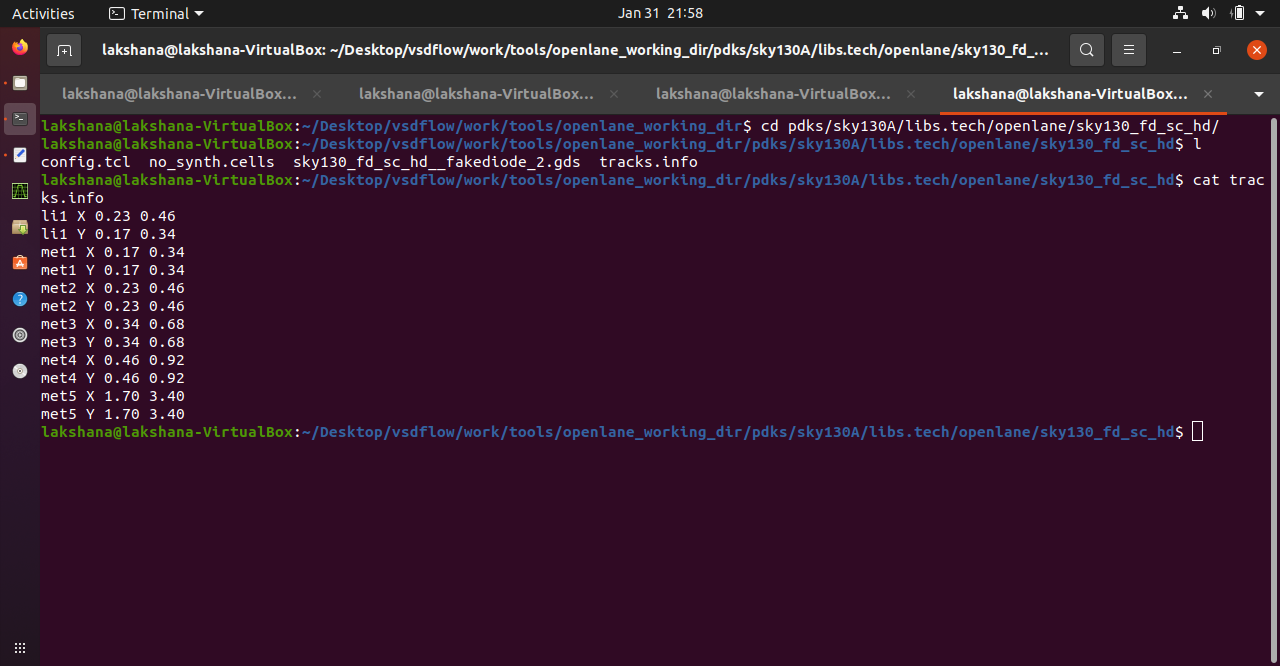 Activities Terminal Jan 31 21:58
lakshana@lakshana-VirtualBox: ~/Desktop/vsdflow/work/tools/openlane_working_dir/pdks/sky130A/libs.tech/openlane/sky130_fd_...
lakshana@lakshana-VirtualBox... × lakshana@lakshana-VirtualBox... × lakshana@lakshana-VirtualBox... × lakshana@lakshana-VirtualBox... ×
lakshana@lakshana-VirtualBox:~/Desktop/vsdflow/work/tools/openlane_working_dir$ cd pdks/sky130A/libs.tech/openlane/sky130_fd_sc_hd/
lakshana@lakshana-VirtualBox:~/Desktop/vsdflow/work/tools/openlane_working_dir/pdks/sky130A/libs.tech/openlane/sky130_fd_sc_hd$ l
config.tcl  no_synth.cells  sky130_fd_sc_hd__fakediode_2.gds  tracks.info
lakshana@lakshana-VirtualBox:~/Desktop/vsdflow/work/tools/openlane_working_dir/pdks/sky130A/libs.tech/openlane/sky130_fd_sc_hd$ cat trac
ks.info
li1 X 0.23 0.46
li1 Y 0.17 0.34
met1 X 0.17 0.34
met1 Y 0.17 0.34
met2 X 0.23 0.46
met2 Y 0.23 0.46
met3 X 0.34 0.68
met3 Y 0.34 0.68
met4 X 0.46 0.92
met4 Y 0.46 0.92
met5 X 1.70 3.40
met5 Y 1.70 3.40
lakshana@lakshana-VirtualBox:~/Desktop/vsdflow/work/tools/openlane_working_dir/pdks/sky130A/libs.tech/openlane/sky130_fd_sc_hd$